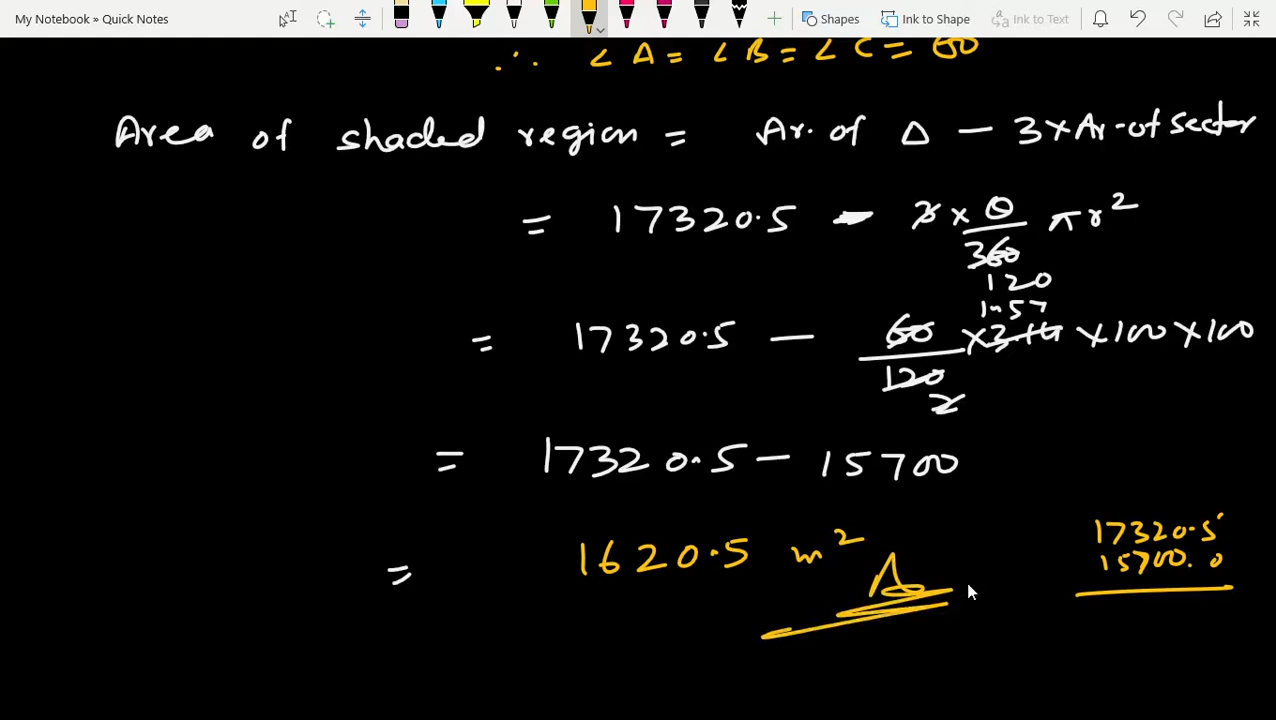 My Notebook » Quick Notes
Shapes Ink to Shape Ink to Text
∴ ∠A = ∠B = ∠C = 60
Area of shaded region = Ar. of Δ − 3 × Ar. of sector
= 17320.5 − 3 × θ/360 πr²
120
1.57
= 17320.5 − 60/120 × 3.14 × 100 × 100
2
= 17320.5 − 15700
= 1620.5 m²
17320.5
15700.0